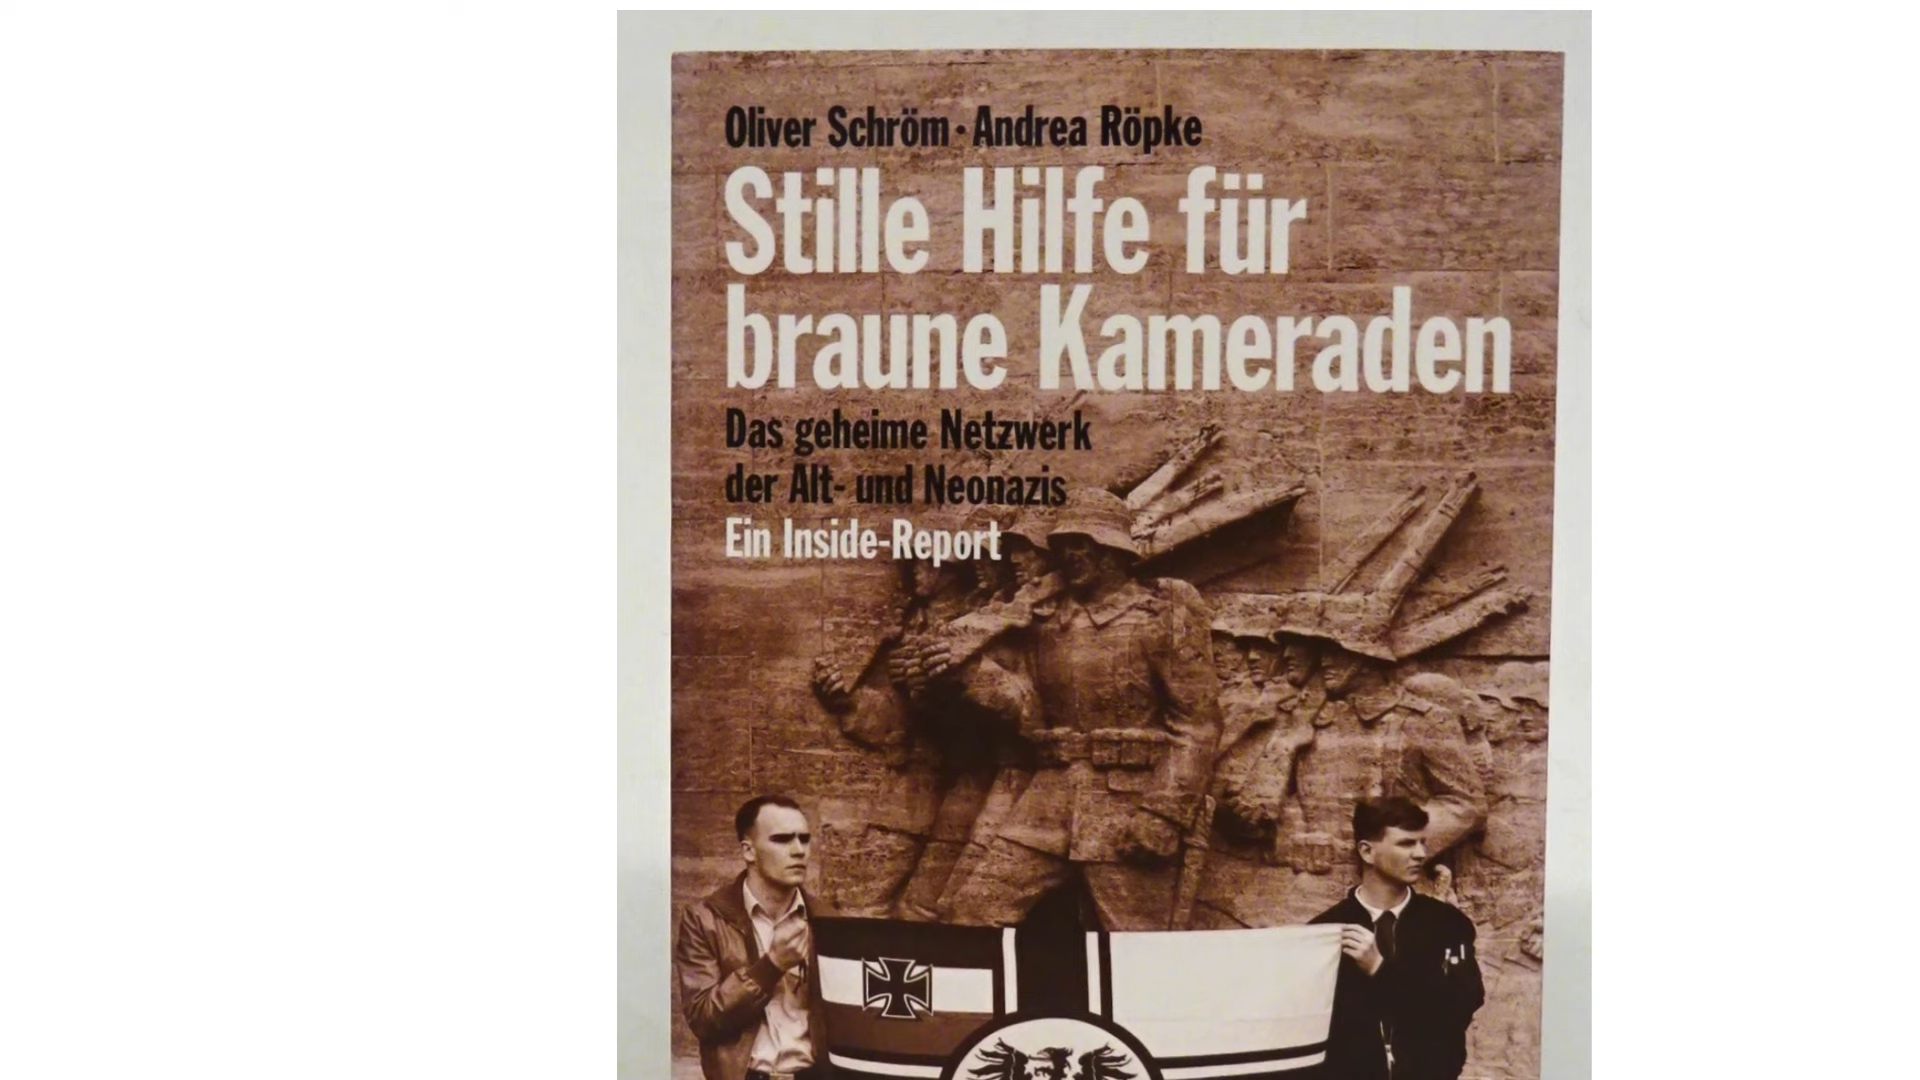 Oliver Schröm · Andrea Röpke
Stille Hilfe für
braune Kameraden
Das geheime Netzwerk
der Alt- und Neonazis
Ein Inside-Report